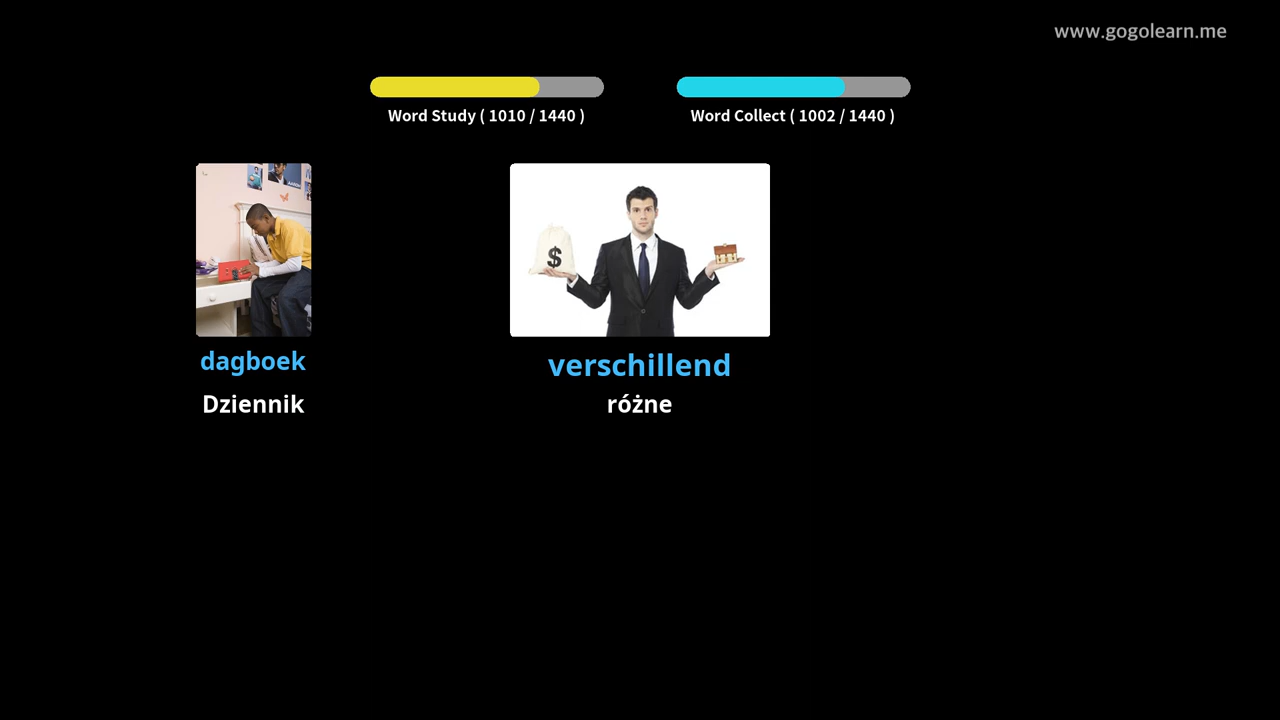 www.gogolearn.me
Word Study ( 1010 / 1440 )
Word Collect ( 1002 / 1440 )
$
dagboek
Dziennik
verschillend
różne